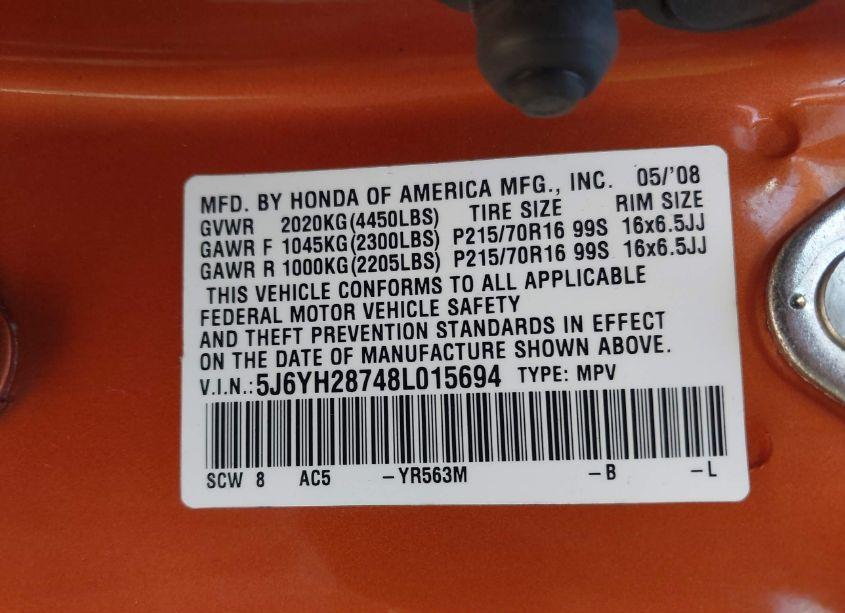 MFD. BY HONDA OF AMERICA MFG., INC. 05/'08
GVWR 2020KG(4450LBS) TIRE SIZE RIM SIZE
GAWR F 1045KG(2300LBS) P215/70R16 99S 16x6.5JJ
GAWR R 1000KG(2205LBS) P215/70R16 99S 16x6.5JJ
THIS VEHICLE CONFORMS TO ALL APPLICABLE
FEDERAL MOTOR VEHICLE SAFETY
AND THEFT PREVENTION STANDARDS IN EFFECT
ON THE DATE OF MANUFACTURE SHOWN ABOVE.
V.I.N.: 5J6YH28748L015694 TYPE: MPV
SCW 8 AC5 -YR563M -B -L